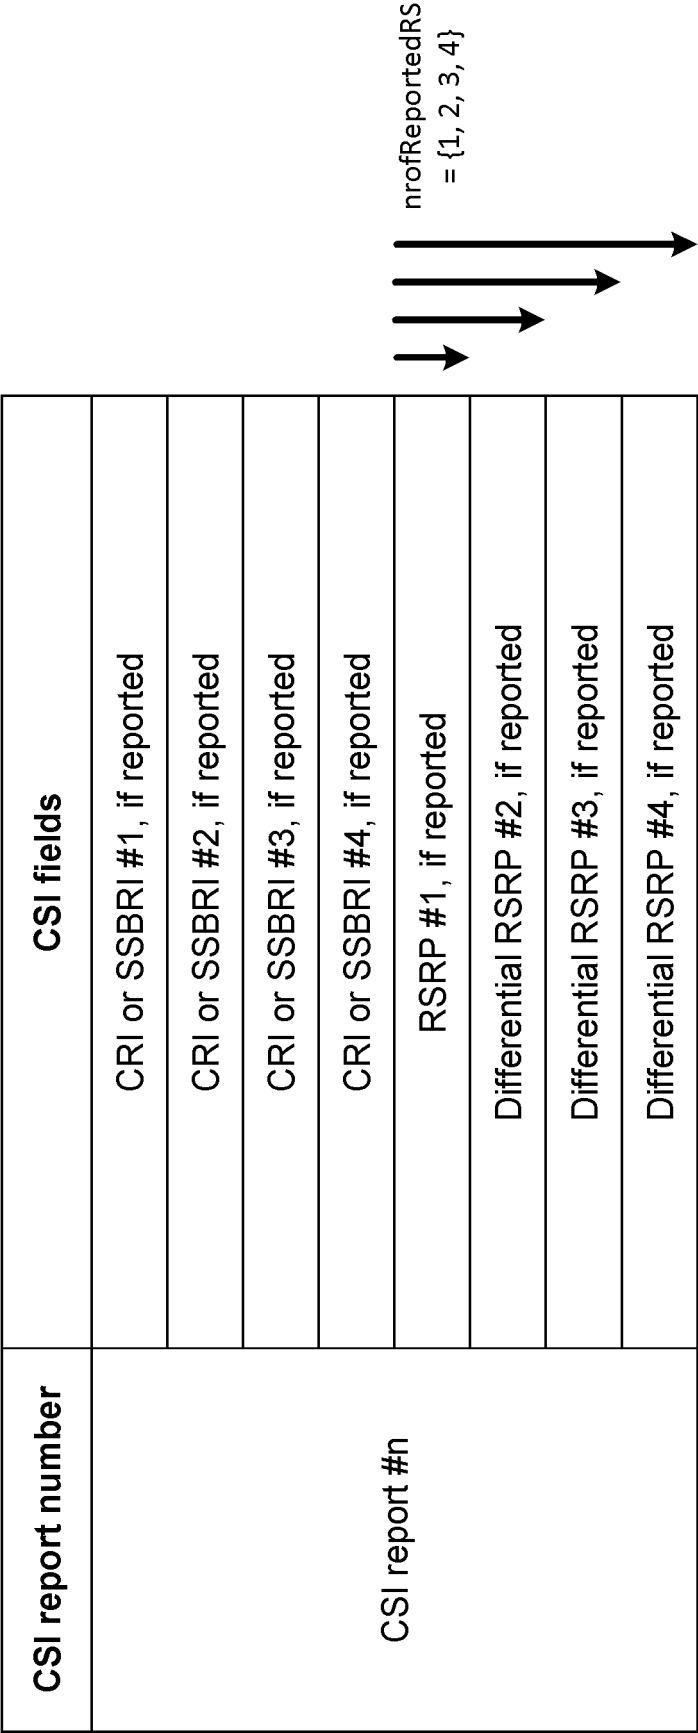 CSI report number
CSI fields
CSI report #n
CRI or SSBRI #1, if reported
CRI or SSBRI #2, if reported
CRI or SSBRI #3, if reported
CRI or SSBRI #4, if reported
RSRP #1, if reported
Differential RSRP #2, if reported
Differential RSRP #3, if reported
Differential RSRP #4, if reported
nrofReportedRS
= {1, 2, 3, 4}